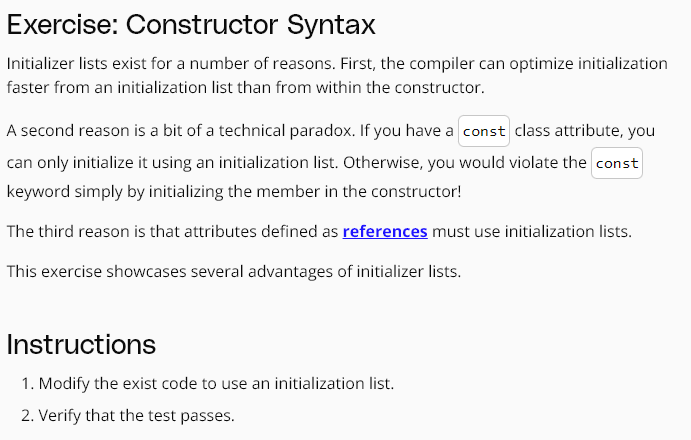 Exercise: Constructor Syntax
Initializer lists exist for a number of reasons. First, the compiler can optimize initialization
faster from an initialization list than from within the constructor.
A second reason is a bit of a technical paradox. If you have a const class attribute, you
can only initialize it using an initialization list. Otherwise, you would violate the const
keyword simply by initializing the member in the constructor!
The third reason is that attributes defined as references must use initialization lists.
This exercise showcases several advantages of initializer lists.
Instructions
1. Modify the exist code to use an initialization list.
2. Verify that the test passes.